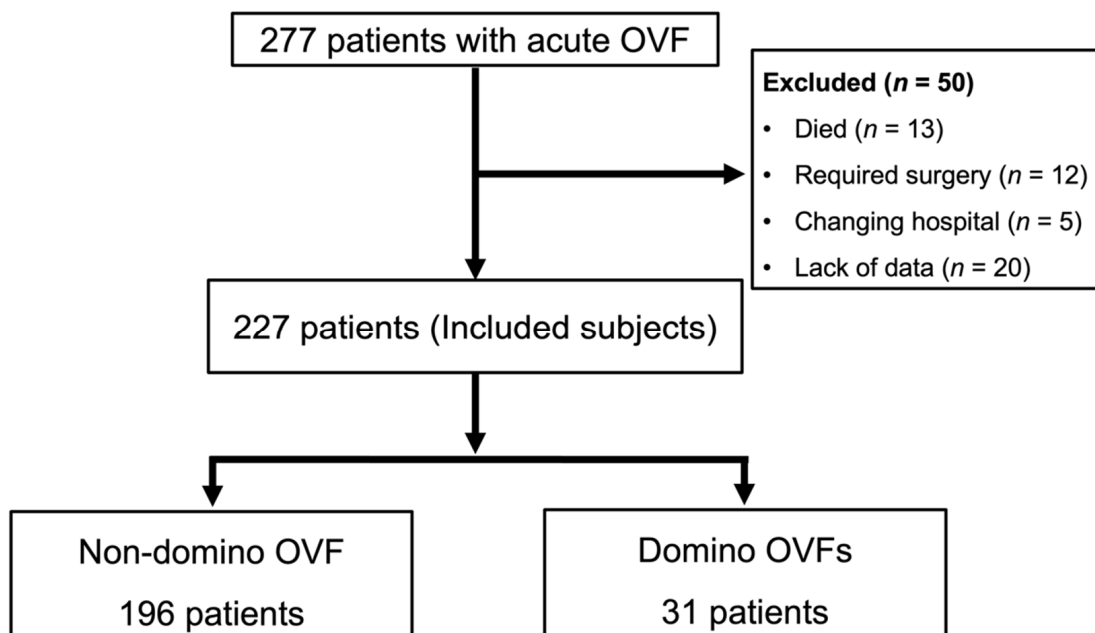 277 patients with acute OVF
Excluded (n = 50)
• Died (n = 13)
• Required surgery (n = 12)
• Changing hospital (n = 5)
• Lack of data (n = 20)
227 patients (Included subjects)
Non-domino OVF
196 patients
Domino OVFs
31 patients